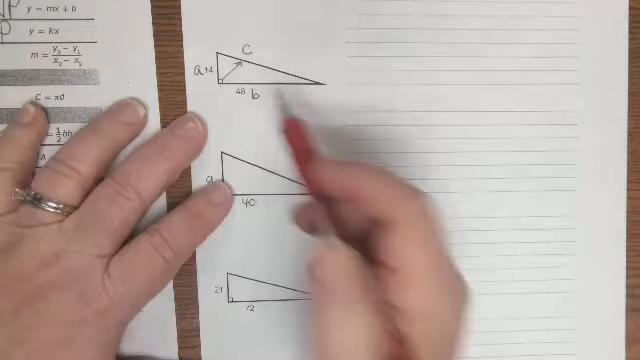 y = mx + b
y = kx
m = y₂ − y₁ / x₂ − x₁
C = πd
= ½bh
A
C
a 14
48 b
40
21
72